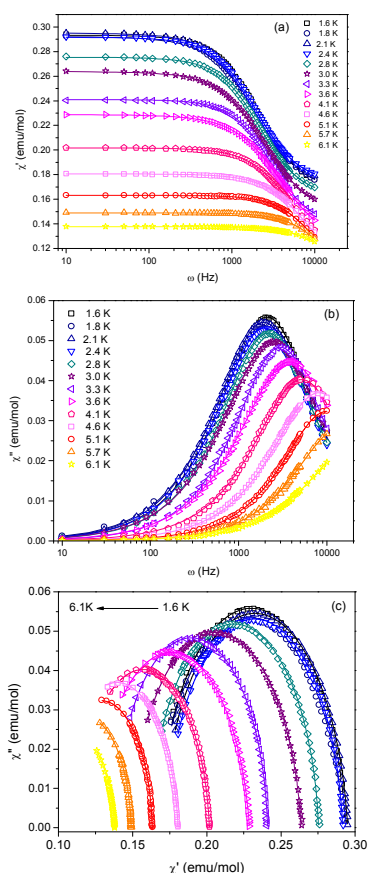 (a)
0.30
0.28
0.26
0.24
0.22
0.20
0.18
0.16
0.14
0.12
χ' (emu/mol)
1.6 K
1.8 K
2.1 K
2.4 K
2.8 K
3.0 K
3.3 K
3.6 K
4.1 K
4.6 K
5.1 K
5.7 K
6.1 K
10 100 1000 10000
ω (Hz)
(b)
0.06
0.05
0.04
0.03
0.02
0.01
0.00
χ" (emu/mol)
1.6 K
1.8 K
2.1 K
2.4 K
2.8 K
3.0 K
3.3 K
3.6 K
4.1 K
4.6 K
5.1 K
5.7 K
6.1 K
10 100 1000 10000
ω (Hz)
6.1K 1.6 K (c)
0.06
0.05
0.04
0.03
0.02
0.01
0.00
χ" (emu/mol)
0.10 0.15 0.20 0.25 0.30
χ' (emu/mol)